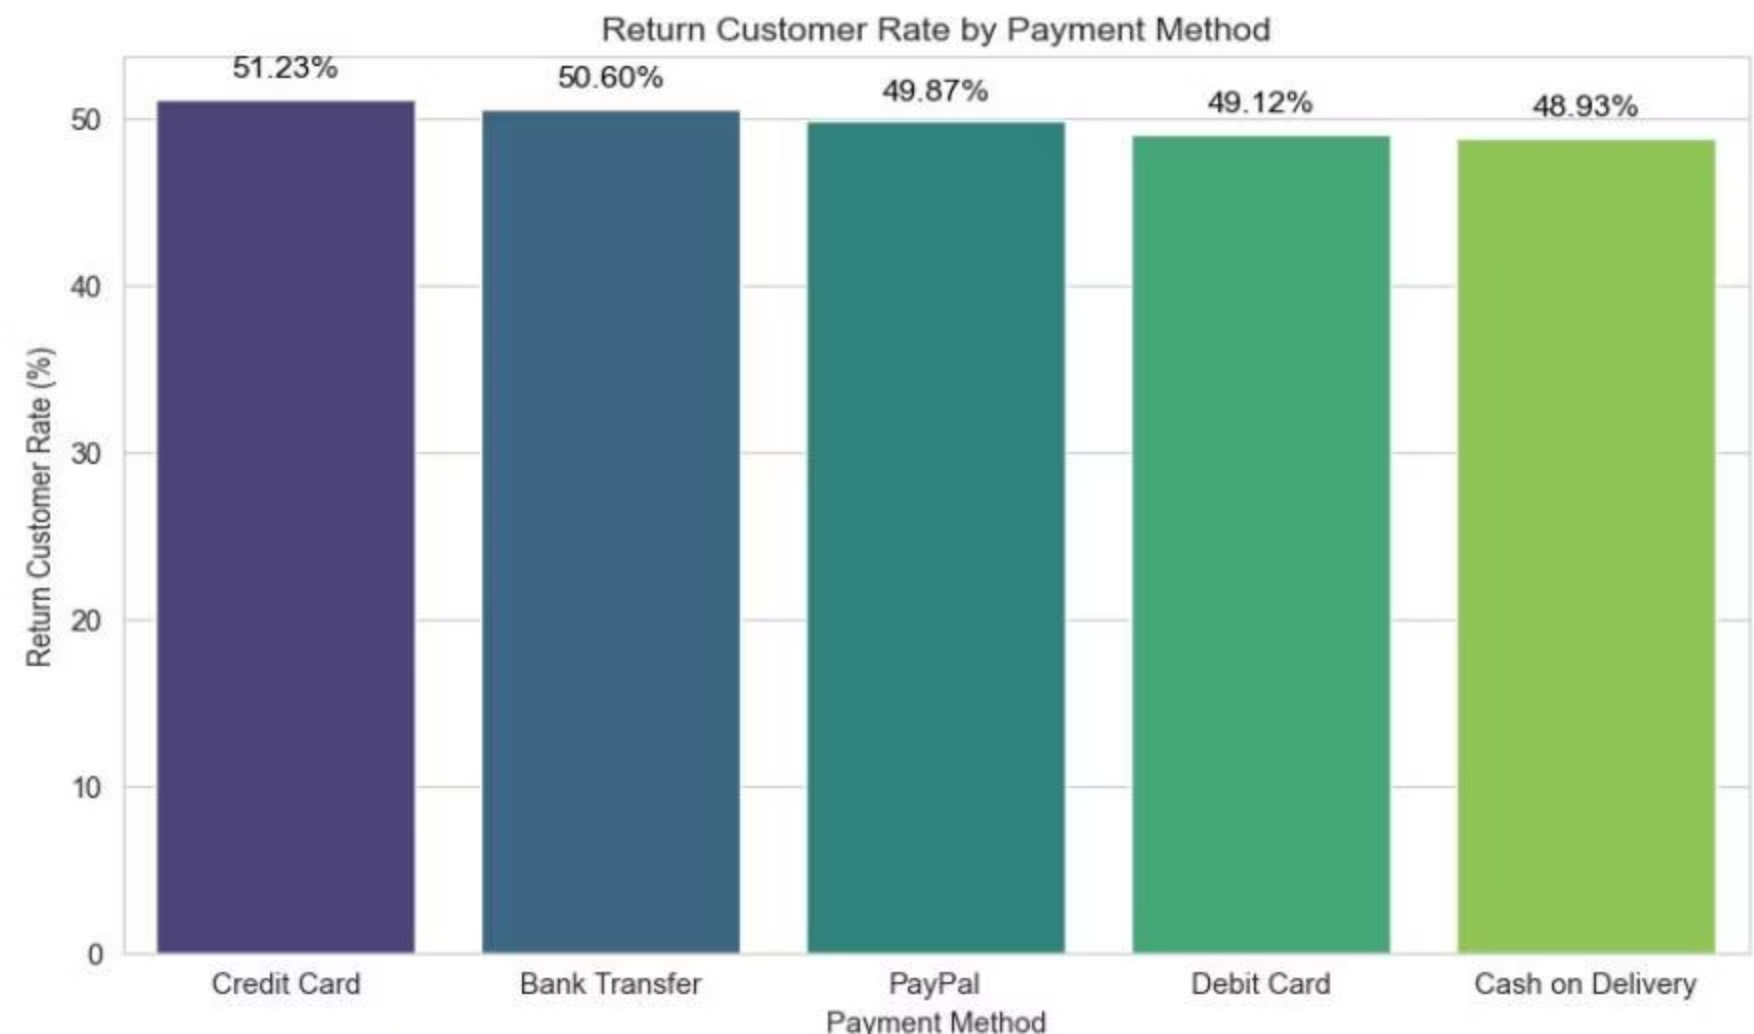 Return Customer Rate by Payment Method
51.23%
50.60%
49.87%
49.12%
48.93%
50
40
30
20
10
0
Return Customer Rate (%)
Credit Card
Bank Transfer
PayPal
Debit Card
Cash on Delivery
Payment Method